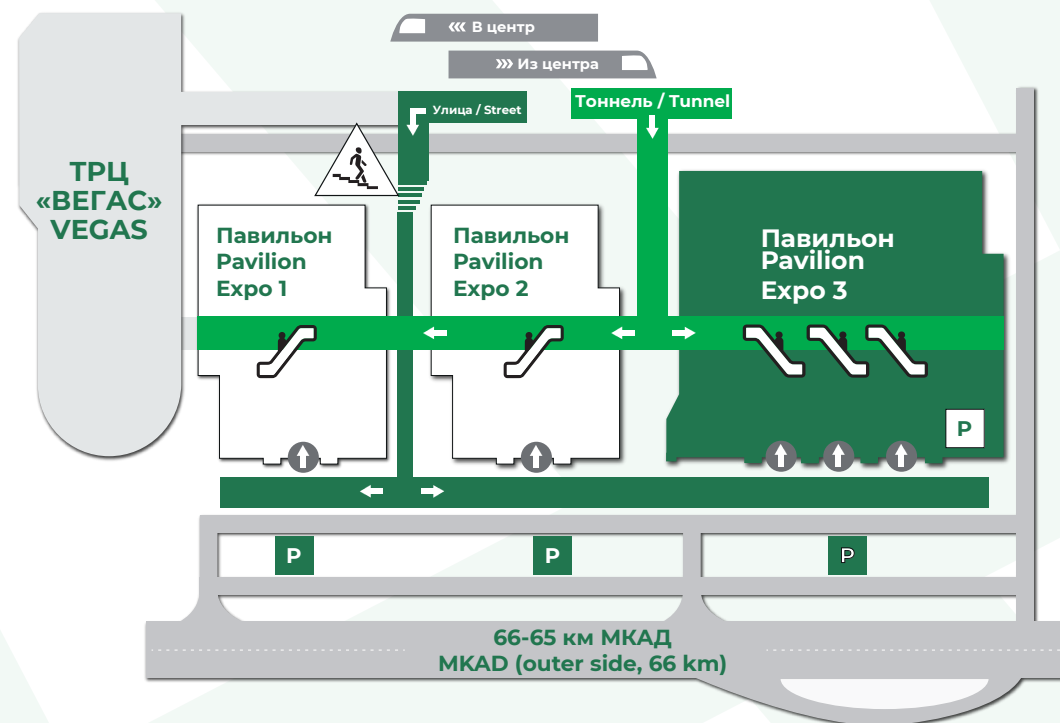 « В центр
» Из центра
Улица / Street
Тоннель / Tunnel
ТРЦ
«ВЕГАС»
VEGAS
Павильон
Pavilion
Expo 1
Павильон
Pavilion
Expo 2
Павильон
Pavilion
Expo 3
P
P
P
P
66-65 км МКАД
MKAD (outer side, 66 km)